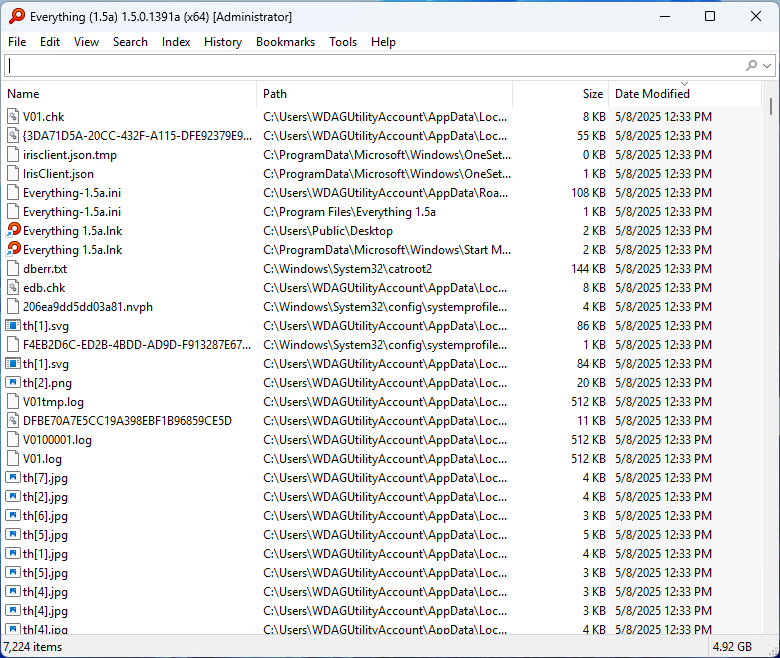 Everything (1.5a) 1.5.0.1391a (x64) [Administrator]
File Edit View Search Index History Bookmarks Tools Help
Name Path Size Date Modified
V01.chk C:\Users\WDAGUtilityAccount\AppData\Loc... 8 KB 5/8/2025 12:33 PM
{3DA71D5A-20CC-432F-A115-DFE92379E9... C:\Users\WDAGUtilityAccount\AppData\Loc... 55 KB 5/8/2025 12:33 PM
irisclient.json.tmp C:\ProgramData\Microsoft\Windows\OneSet... 0 KB 5/8/2025 12:33 PM
IrisClient.json C:\ProgramData\Microsoft\Windows\OneSet... 1 KB 5/8/2025 12:33 PM
Everything-1.5a.ini C:\Users\WDAGUtilityAccount\AppData\Roa... 108 KB 5/8/2025 12:33 PM
Everything-1.5a.ini C:\Program Files\Everything 1.5a 1 KB 5/8/2025 12:33 PM
Everything 1.5a.lnk C:\Users\Public\Desktop 2 KB 5/8/2025 12:33 PM
Everything 1.5a.lnk C:\ProgramData\Microsoft\Windows\Start M... 2 KB 5/8/2025 12:33 PM
dberr.txt C:\Windows\System32\catroot2 144 KB 5/8/2025 12:33 PM
edb.chk C:\Users\WDAGUtilityAccount\AppData\Loc... 8 KB 5/8/2025 12:33 PM
206ea9dd5dd03a81.nvph C:\Windows\System32\config\systemprofile... 4 KB 5/8/2025 12:33 PM
th[1].svg C:\Users\WDAGUtilityAccount\AppData\Loc... 86 KB 5/8/2025 12:33 PM
F4EB2D6C-ED2B-4BDD-AD9D-F913287E67... C:\Windows\System32\config\systemprofile... 1 KB 5/8/2025 12:33 PM
th[1].svg C:\Users\WDAGUtilityAccount\AppData\Loc... 84 KB 5/8/2025 12:33 PM
th[2].png C:\Users\WDAGUtilityAccount\AppData\Loc... 20 KB 5/8/2025 12:33 PM
V01tmp.log C:\Users\WDAGUtilityAccount\AppData\Loc... 512 KB 5/8/2025 12:33 PM
DFBE70A7E5CC19A398EBF1B96859CE5D C:\Users\WDAGUtilityAccount\AppData\Loc... 11 KB 5/8/2025 12:33 PM
V0100001.log C:\Users\WDAGUtilityAccount\AppData\Loc... 512 KB 5/8/2025 12:33 PM
V01.log C:\Users\WDAGUtilityAccount\AppData\Loc... 512 KB 5/8/2025 12:33 PM
th[7].jpg C:\Users\WDAGUtilityAccount\AppData\Loc... 4 KB 5/8/2025 12:33 PM
th[2].jpg C:\Users\WDAGUtilityAccount\AppData\Loc... 4 KB 5/8/2025 12:33 PM
th[6].jpg C:\Users\WDAGUtilityAccount\AppData\Loc... 3 KB 5/8/2025 12:33 PM
th[5].jpg C:\Users\WDAGUtilityAccount\AppData\Loc... 5 KB 5/8/2025 12:33 PM
th[1].jpg C:\Users\WDAGUtilityAccount\AppData\Loc... 4 KB 5/8/2025 12:33 PM
th[5].jpg C:\Users\WDAGUtilityAccount\AppData\Loc... 3 KB 5/8/2025 12:33 PM
th[4].jpg C:\Users\WDAGUtilityAccount\AppData\Loc... 3 KB 5/8/2025 12:33 PM
th[4].jpg C:\Users\WDAGUtilityAccount\AppData\Loc... 3 KB 5/8/2025 12:33 PM
th[4].jpg C:\Users\WDAGUtilityAccount\AppData\Loc... 4 KB 5/8/2025 12:33 PM
7,224 items 4.92 GB